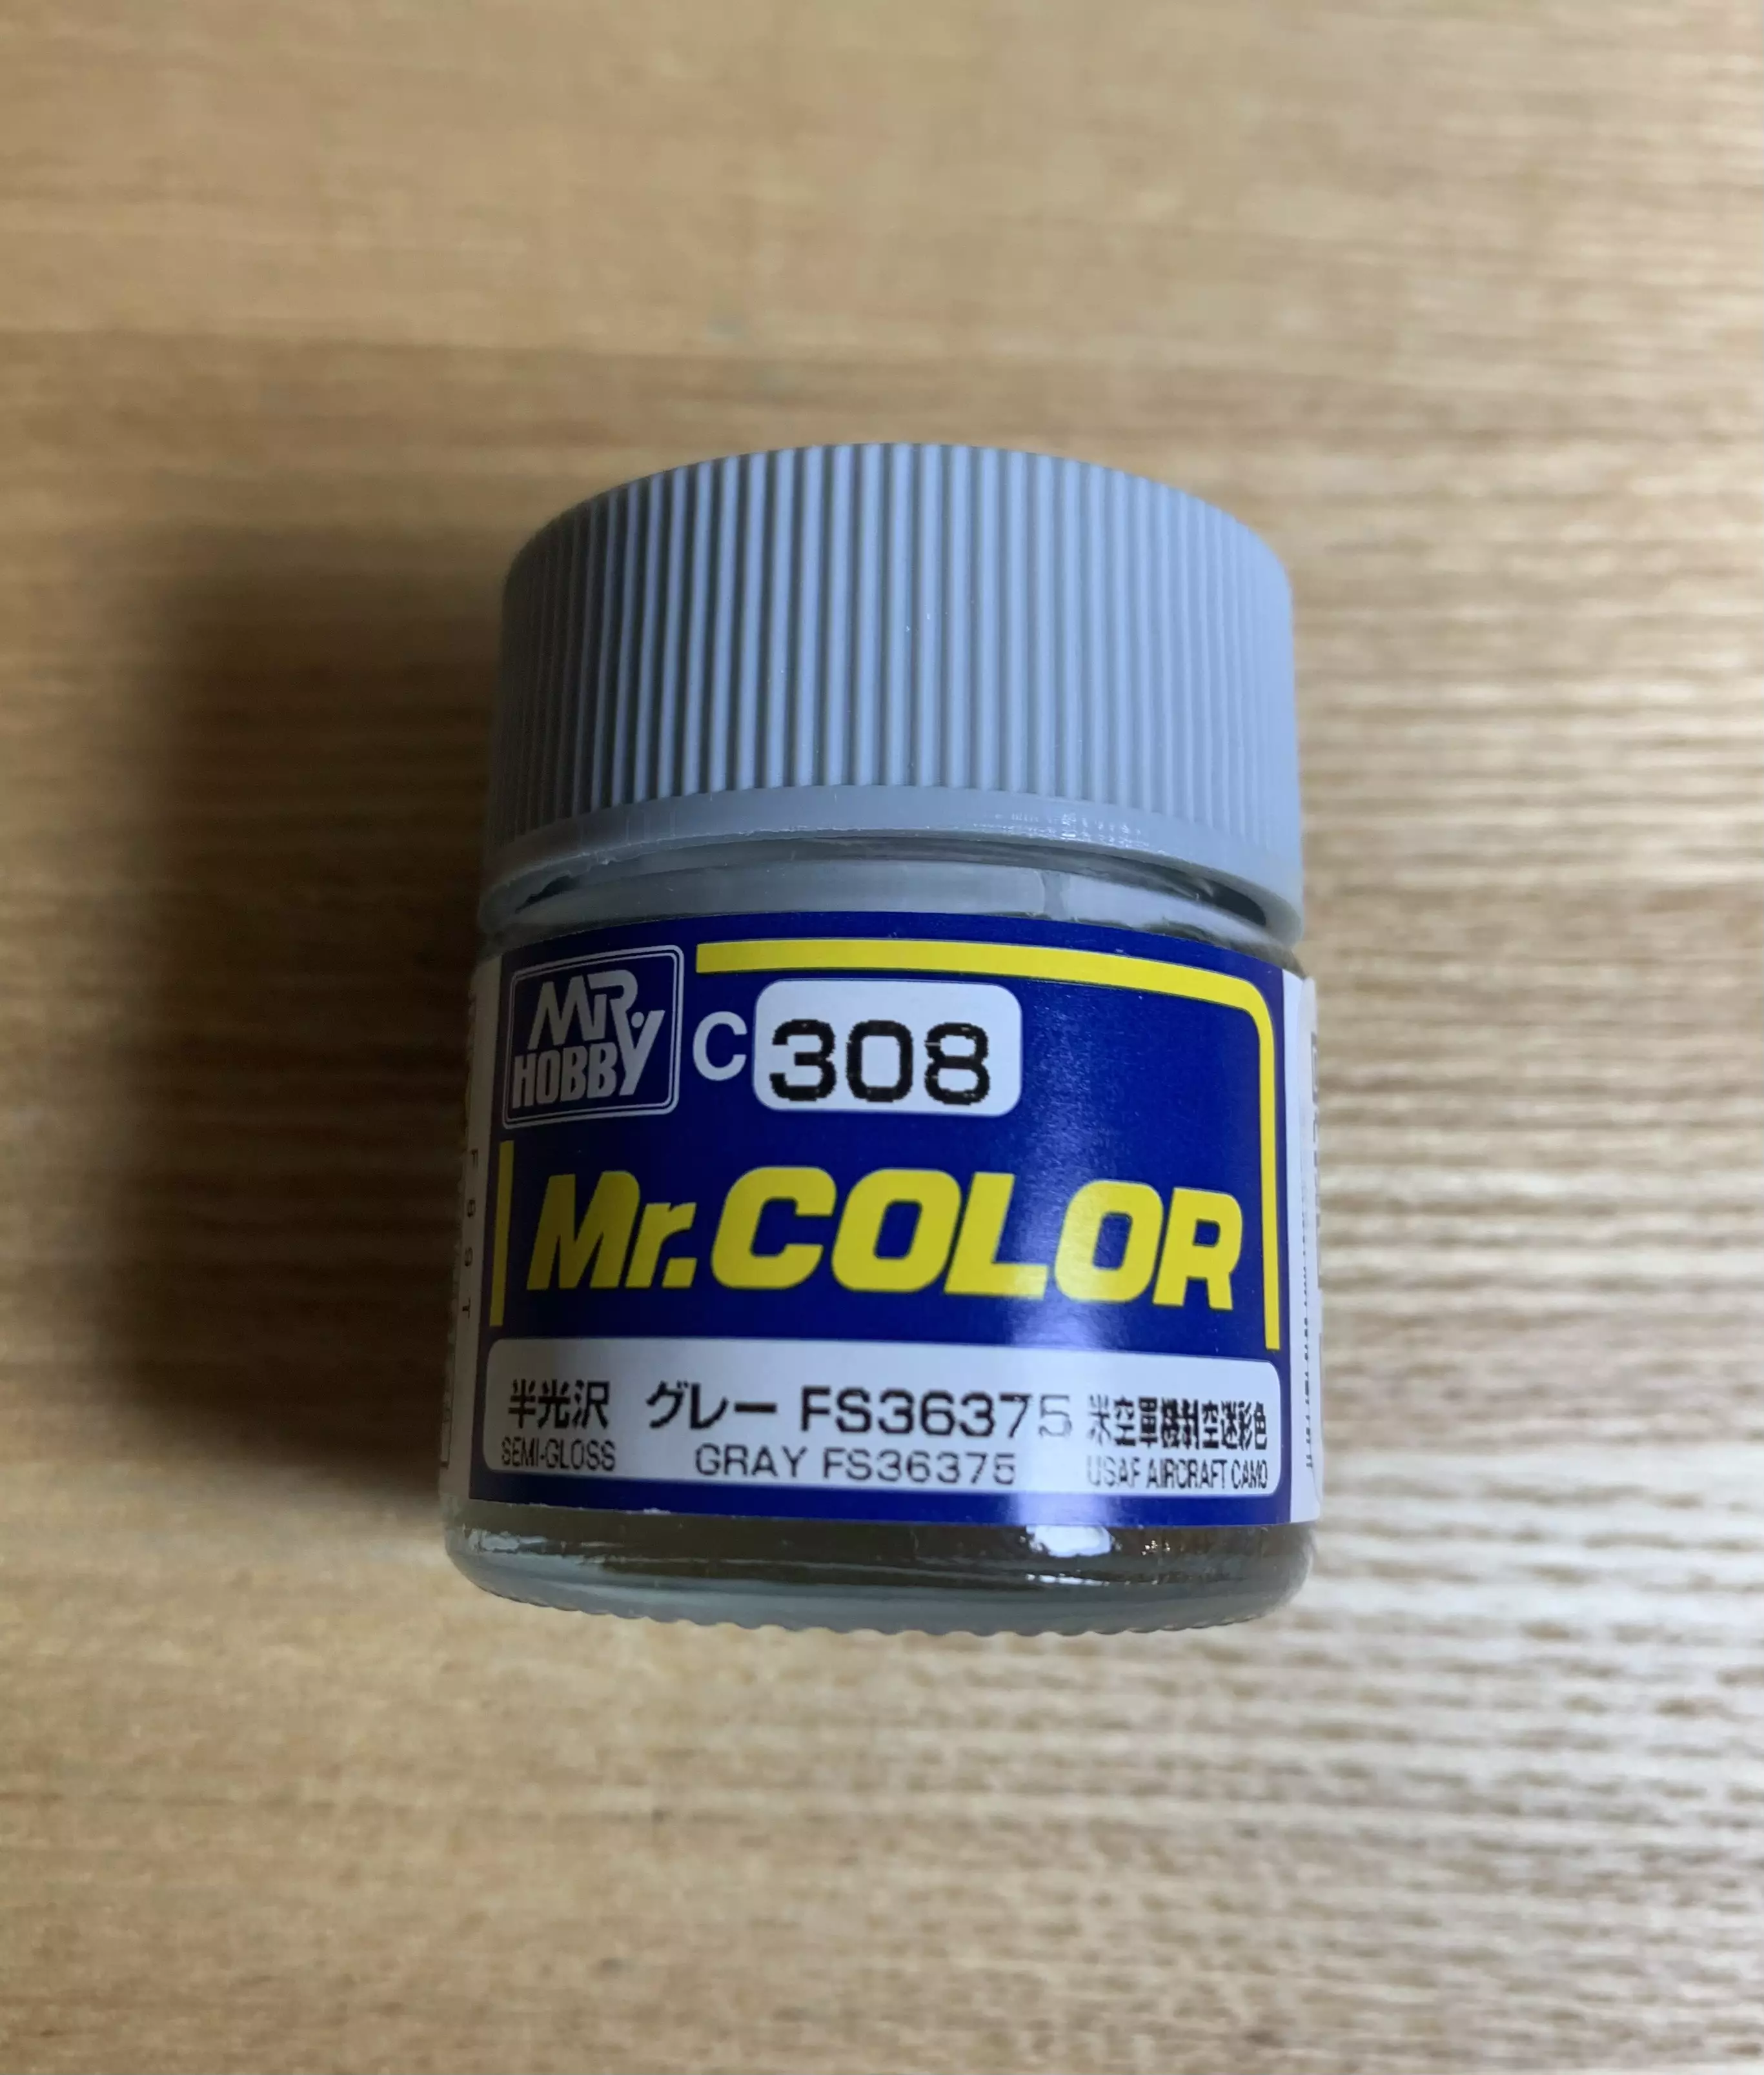 MR. HOBBY
C 308
Mr.COLOR
半光沢 グレー FS36375 米空軍機制空迷彩色
SEMI-GLOSS GRAY FS36375 USAF AIRCRAFT CAMO